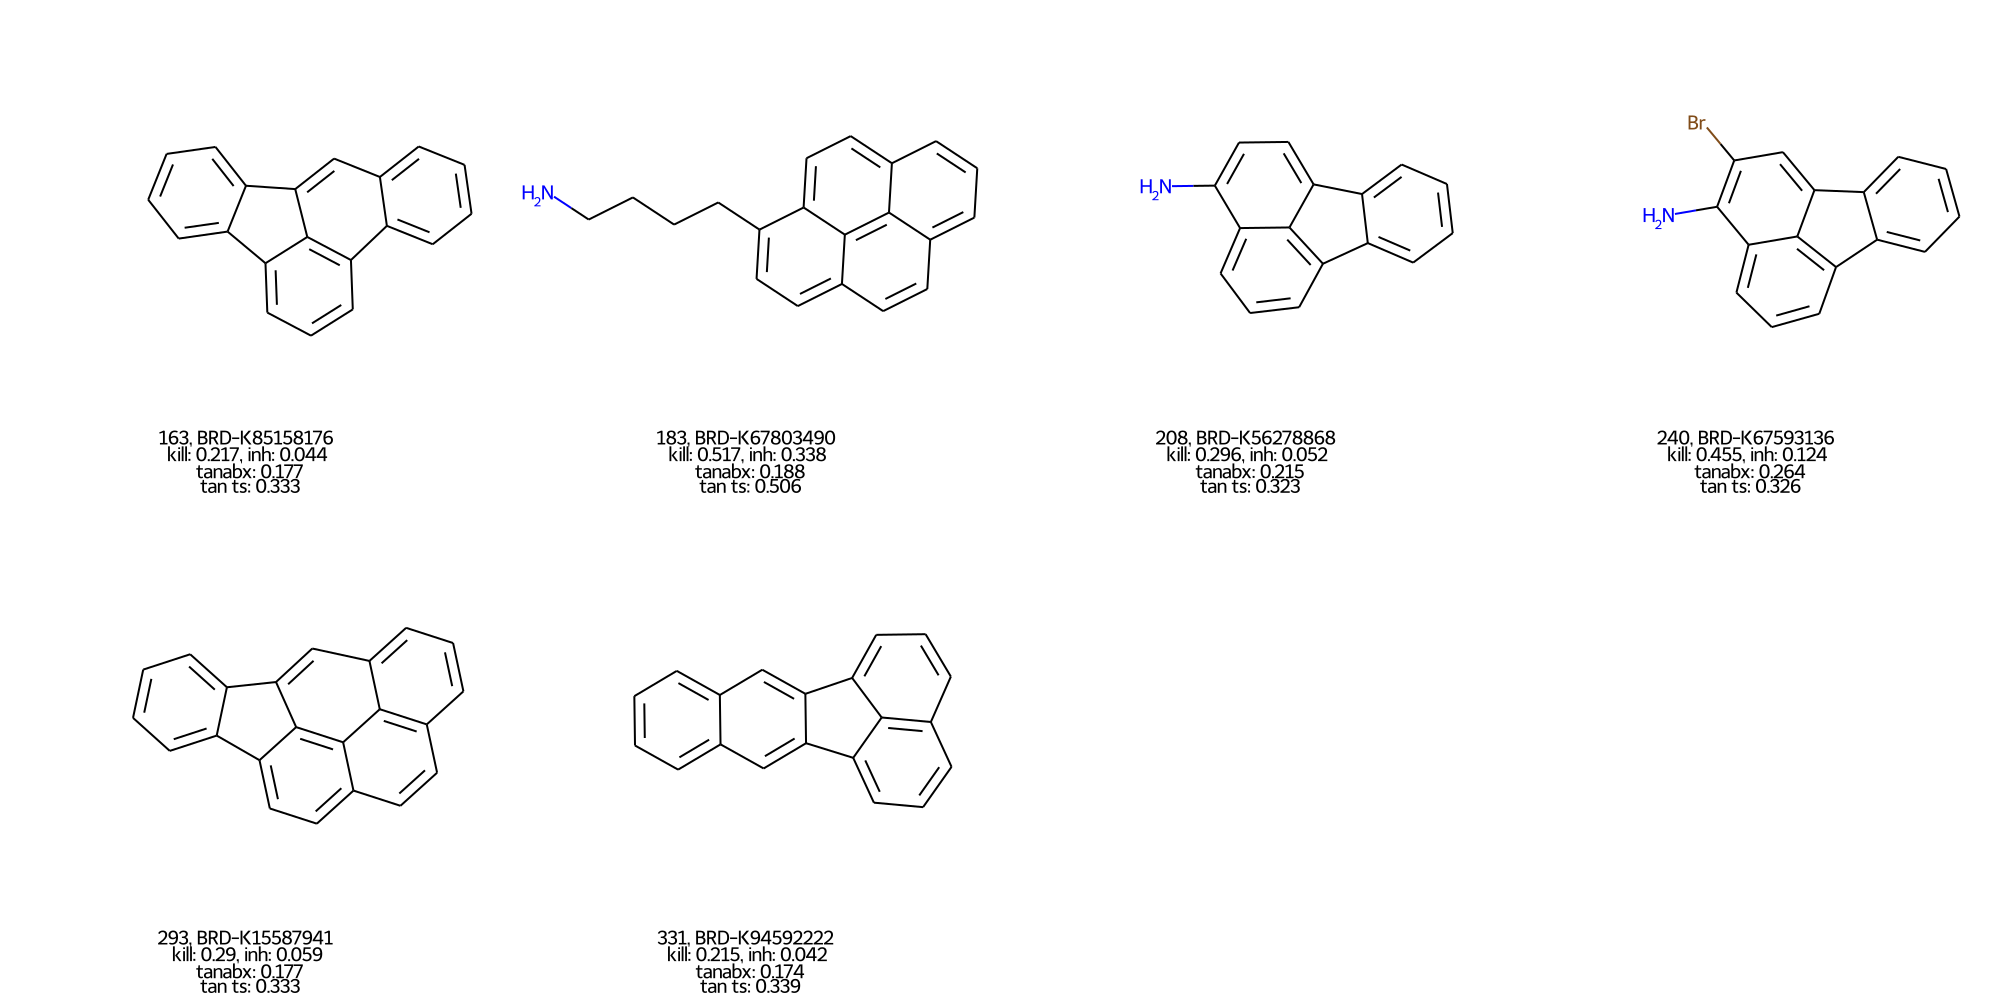 H2N
H2N
Br
H2N
163, BRD-K85158176
kill: 0.217, inh: 0.044
tanabx: 0.177
tan ts: 0.333
183, BRD-K67803490
kill: 0.517, inh: 0.338
tanabx: 0.188
tan ts: 0.506
208, BRD-K56278868
kill: 0.296, inh: 0.052
tanabx: 0.215
tan ts: 0.323
240, BRD-K67593136
kill: 0.455, inh: 0.124
tanabx: 0.264
tan ts: 0.326
293, BRD-K15587941
kill: 0.29, inh: 0.059
tanabx: 0.177
tan ts: 0.333
331, BRD-K94592222
kill: 0.215, inh: 0.042
tanabx: 0.174
tan ts: 0.339